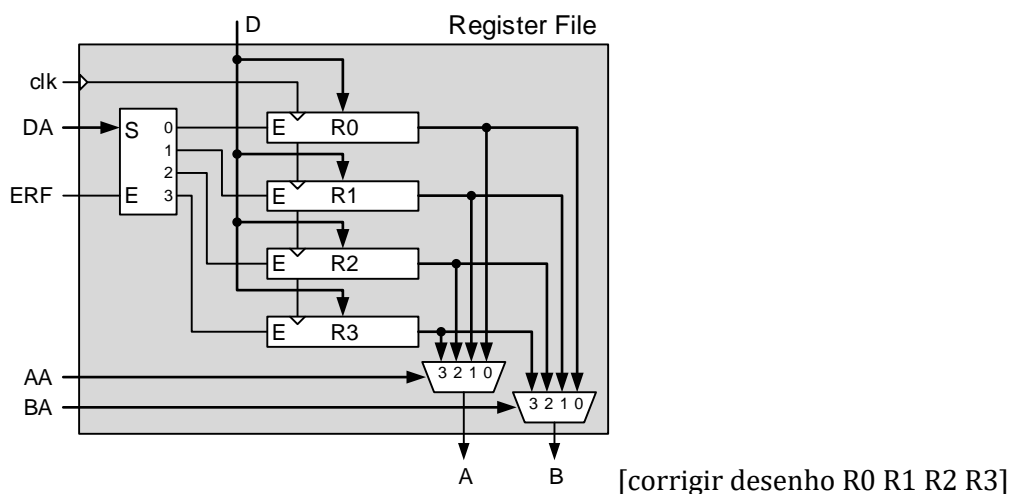 D
Register File
clk
DA
S
0
E
R0
1
2
ERF
E
3
E
R1
E
R2
E
R3
AA
3 2 1 0
BA
3 2 1 0
A
B
[corrigir desenho R0 R1 R2 R3]